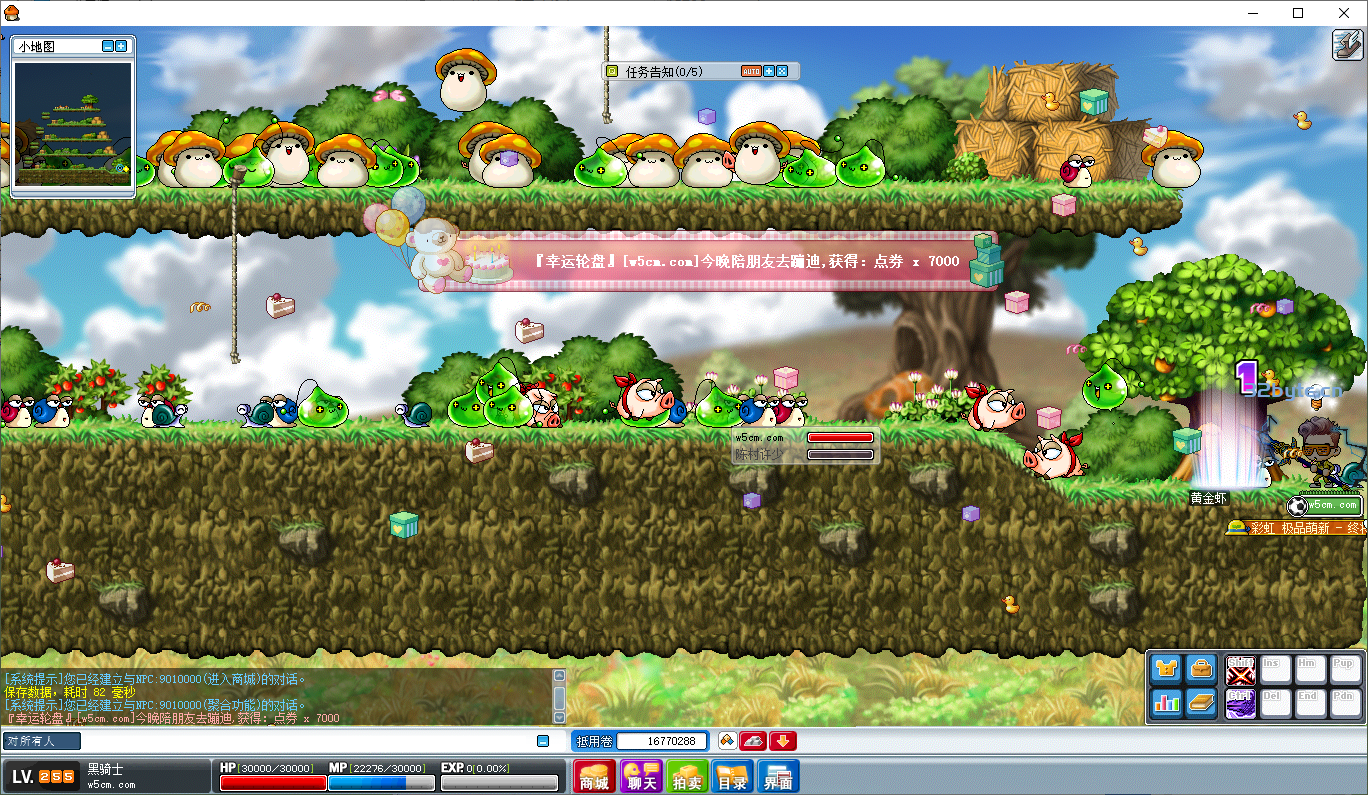 小地图
任务告知(0/5)
AUTO
『幸运轮盘』[w5cm.com]今晚陪朋友去蹦迪,获得: 点券 x 7000
1
52byte.cn
w5cm.com
陈村许少
黄金虾
w5cm.com
彩虹 极品萌新 - 终
Shift Ins Hm Pup
Ctrl Del End Pdn
[系统提示]您已经建立与NPC:9010000(进入商城)的对话。
保存数据，耗时 82 毫秒
[系统提示]您已经建立与NPC:9010000(聚合功能)的对话。
『幸运轮盘』[w5cm.com]今晚陪朋友去蹦迪,获得: 点券 x 7000
对所有人
抵用卷 16770288
LV. 255
黑骑士
w5cm.com
HP[30000/30000] MP[22276/30000] EXP.0[0.00%]
商城 聊天 拍卖 目录 界面